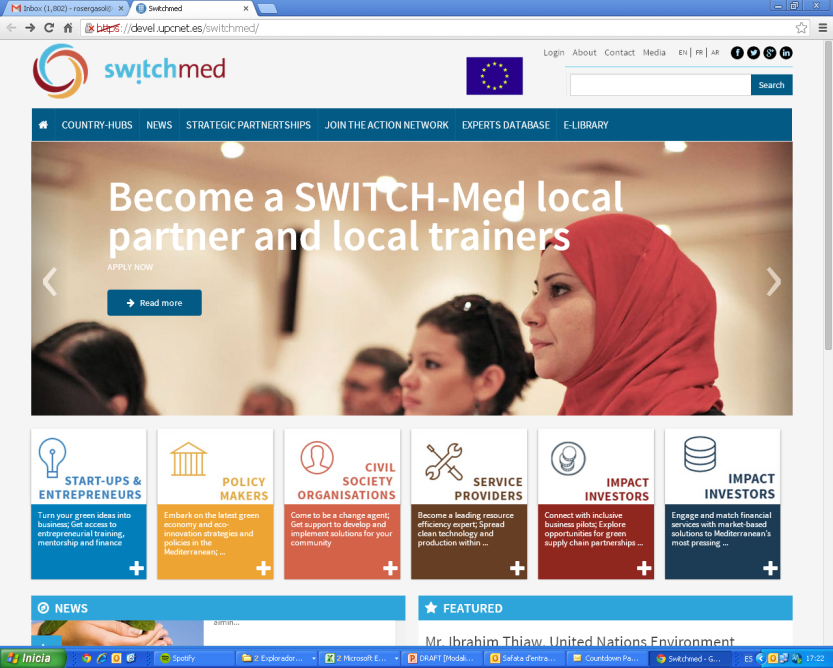 Inbox (1,802) - rosergasol@
Switchmed
https://devel.upcnet.es/switchmed/
switchmed
Login About Contact Media EN | FR | AR
Search
COUNTRY-HUBS NEWS STRATEGIC PARTNERTSHIPS JOIN THE ACTION NETWORK EXPERTS DATABASE E-LIBRARY
Become a SWITCH-Med local
partner and local trainers
APPLY NOW
Read more
START-UPS &
ENTREPRENEURS
Turn your green ideas into
business; Get access to
entrepreneurial training,
mentorship and finance
POLICY
MAKERS
Embark on the latest green
economy and eco-
innovation strategies and
policies in the
Mediterranean; ...
CIVIL
SOCIETY
ORGANISATIONS
Come to be a change agent;
Get support to develop and
implement solutions for your
community
SERVICE
PROVIDERS
Become a leading resource
efficiency expert; Spread
clean technology and
production within ...
IMPACT
INVESTORS
Connect with inclusive
business pilots; Explore
opportunities for green
supply chain partnerships ...
IMPACT
INVESTORS
Engage and match financial
services with market-based
solutions to Mediterranean's
most pressing ...
NEWS
admin...
FEATURED
Mr. Ibrahim Thiaw, United Nations Environment
Inicia
Spotify
2 Explorador...
2 Microsoft E...
DRAFT [Modali...
Safata d'entra...
Countdown Pa...
Switchmed - G...
ES
17:22